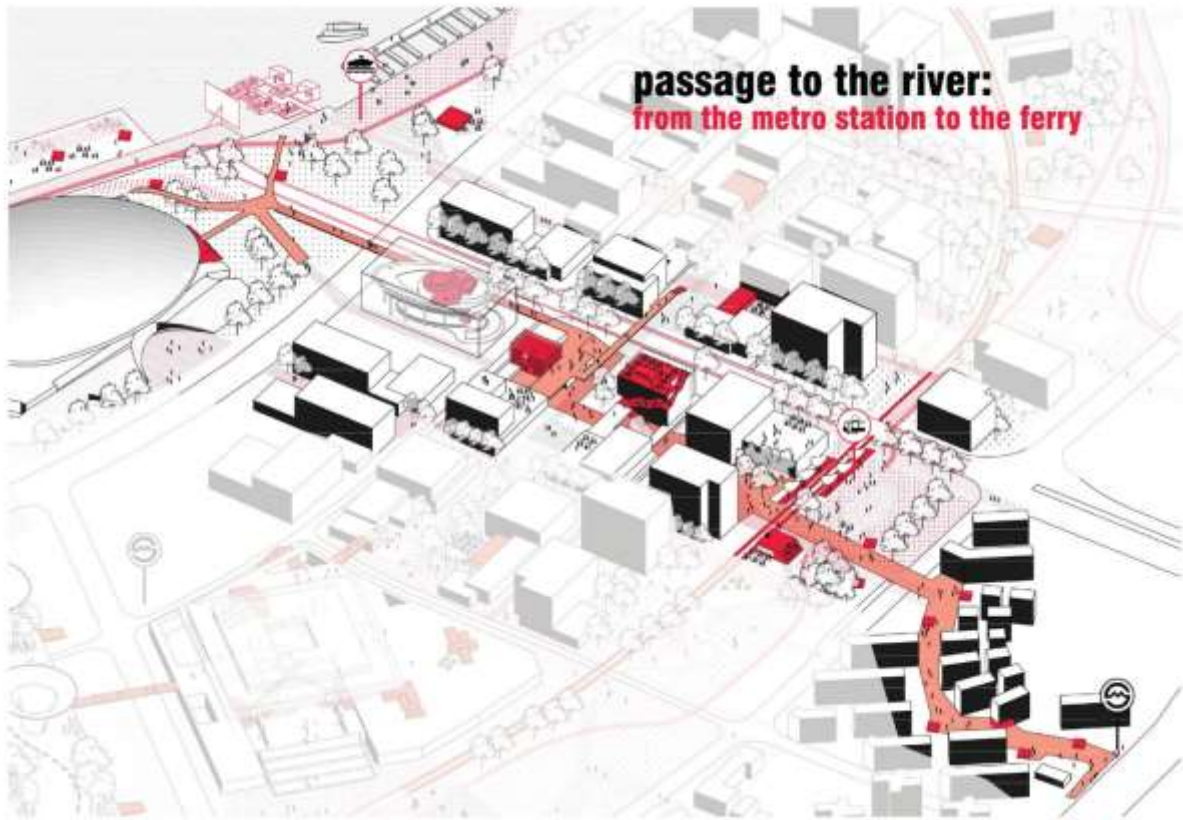 passage to the river:
from the metro station to the ferry